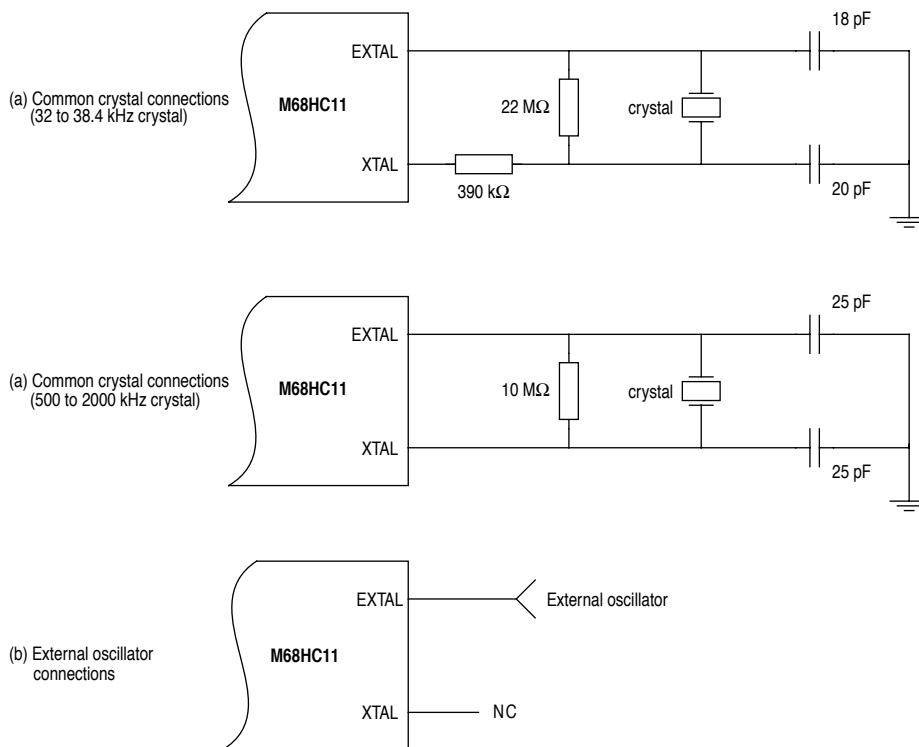 18 pF
EXTAL
(a) Common crystal connections
(32 to 38.4 kHz crystal)
M68HC11
22 MΩ
crystal
XTAL
390 kΩ
20 pF
25 pF
EXTAL
(a) Common crystal connections
(500 to 2000 kHz crystal)
M68HC11
10 MΩ
crystal
XTAL
25 pF
EXTAL
External oscillator
(b) External oscillator
connections
M68HC11
XTAL
NC